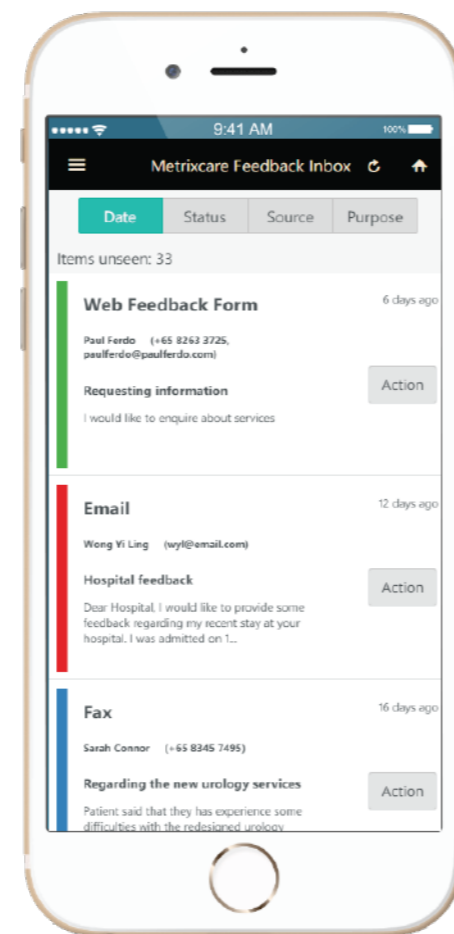 9:41 AM
100%
Metrixcare Feedback Inbox
Date Status Source Purpose
Items unseen: 33
Web Feedback Form
6 days ago
Paul Ferdo (+65 8263 3725,
paulferdo@paulferdo.com)
Requesting information
Action
I would like to enquire about services
Email
12 days ago
Wong Yi Ling (wyl@email.com)
Hospital feedback
Action
Dear Hospital, I would like to provide some
feedback regarding my recent stay at your
hospital. I was admitted on 1...
Fax
16 days ago
Sarah Connor (+65 8345 7495)
Regarding the new urology services
Action
Patient said that they has experience some
difficulties with the redesigned urology